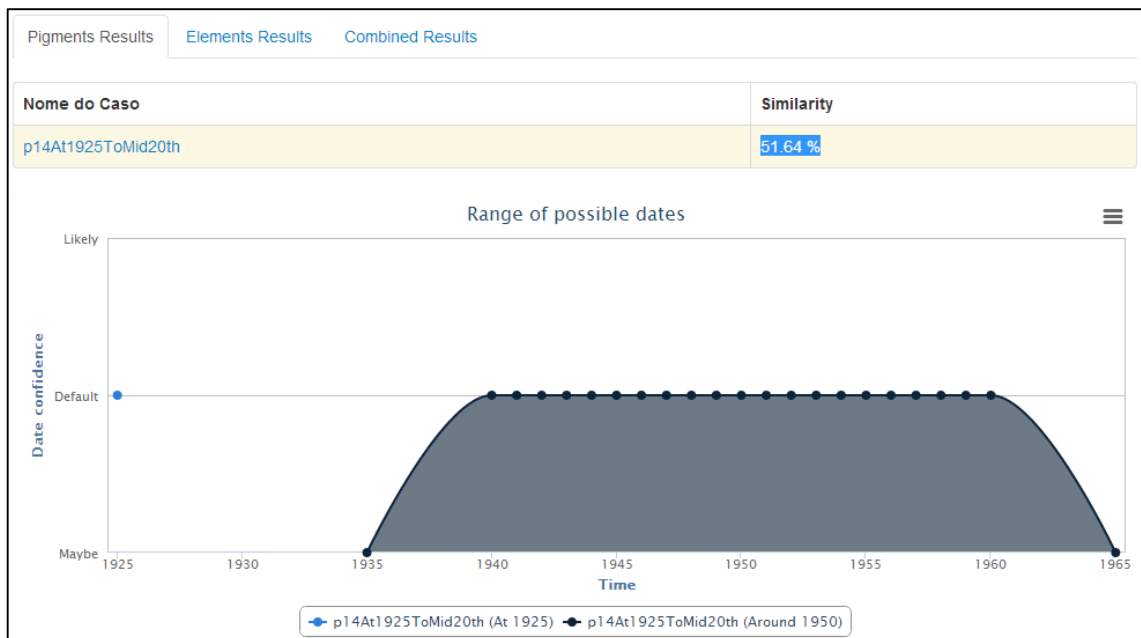 Pigments Results Elements Results Combined Results
Nome do Caso Similarity
p14At1925ToMid20th 51.64 %
Range of possible dates
Likely
Default
Maybe
Date confidence
1925 1930 1935 1940 1945 1950 1955 1960 1965
Time
p14At1925ToMid20th (At 1925) p14At1925ToMid20th (Around 1950)